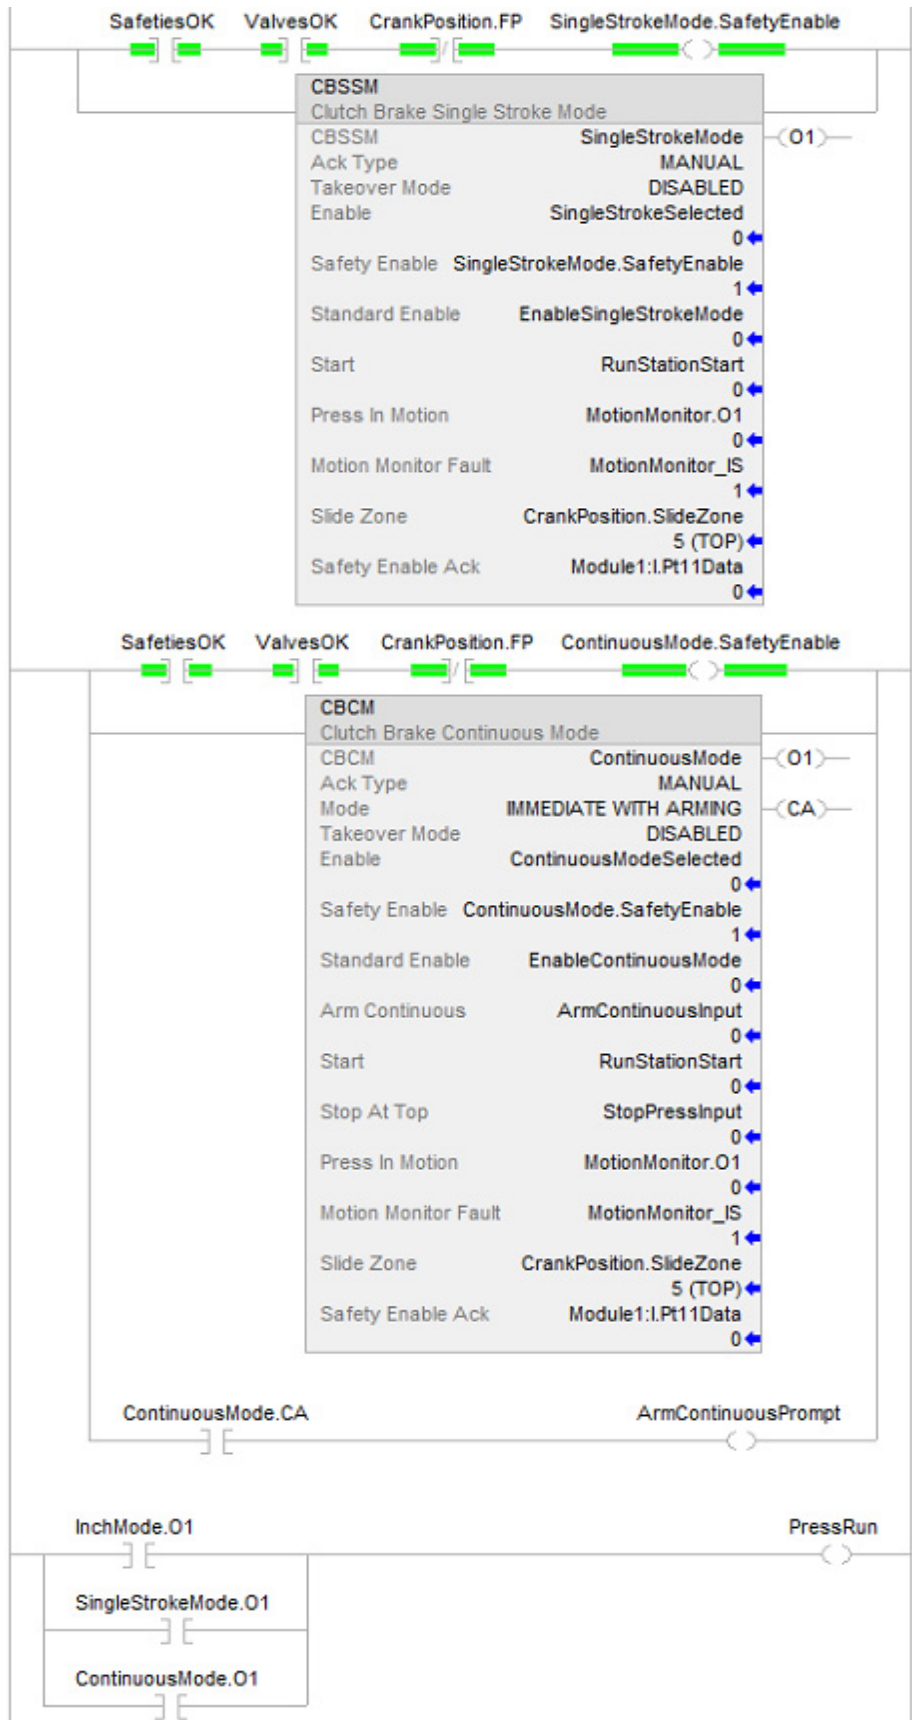 SafetiesOK ValvesOK CrankPosition.FP SingleStrokeMode.SafetyEnable
CBSSM
Clutch Brake Single Stroke Mode
CBSSM SingleStrokeMode O1
Ack Type MANUAL
Takeover Mode DISABLED
Enable SingleStrokeSelected
0
Safety Enable SingleStrokeMode.SafetyEnable
1
Standard Enable EnableSingleStrokeMode
0
Start RunStationStart
0
Press In Motion MotionMonitor.O1
0
Motion Monitor Fault MotionMonitor_IS
1
Slide Zone CrankPosition.SlideZone
5 (TOP)
Safety Enable Ack Module1:I.Pt11Data
0
SafetiesOK ValvesOK CrankPosition.FP ContinuousMode.SafetyEnable
CBCM
Clutch Brake Continuous Mode
CBCM ContinuousMode O1
Ack Type MANUAL
Mode IMMEDIATE WITH ARMING CA
Takeover Mode DISABLED
Enable ContinuousModeSelected
0
Safety Enable ContinuousMode.SafetyEnable
1
Standard Enable EnableContinuousMode
0
Arm Continuous ArmContinuousInput
0
Start RunStationStart
0
Stop At Top StopPressInput
0
Press In Motion MotionMonitor.O1
0
Motion Monitor Fault MotionMonitor_IS
1
Slide Zone CrankPosition.SlideZone
5 (TOP)
Safety Enable Ack Module1:I.Pt11Data
0
ContinuousMode.CA ArmContinuousPrompt
InchMode.O1 PressRun
SingleStrokeMode.O1
ContinuousMode.O1